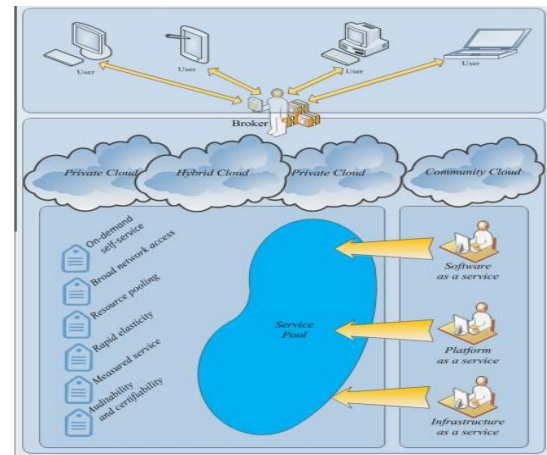 User
User
User
User
Broker
Private Cloud
Hybrid Cloud
Private Cloud
Community Cloud
On-demand
self-service
Broad network access
Resource pooling
Rapid elasticity
Measured service
Auditability
and certifiability
Service
Pool
Software
as a service
Platform
as a service
Infrastructure
as a service